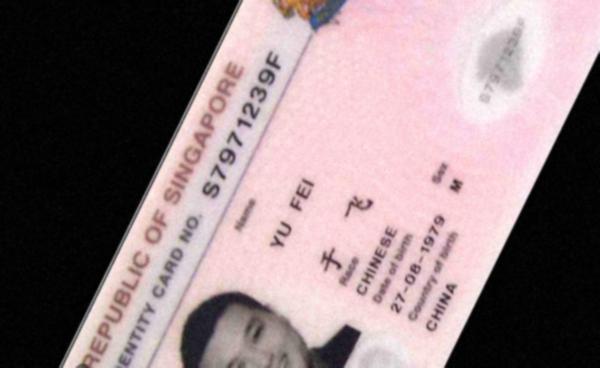 REPUBLIC OF SINGAPORE
IDENTITY CARD NO. S7971239F
Name
YU FEI
于 飞
Race
CHINESE
Date of birth
Sex
27-08-1979
M
Country of birth
CHINA
S7971239F